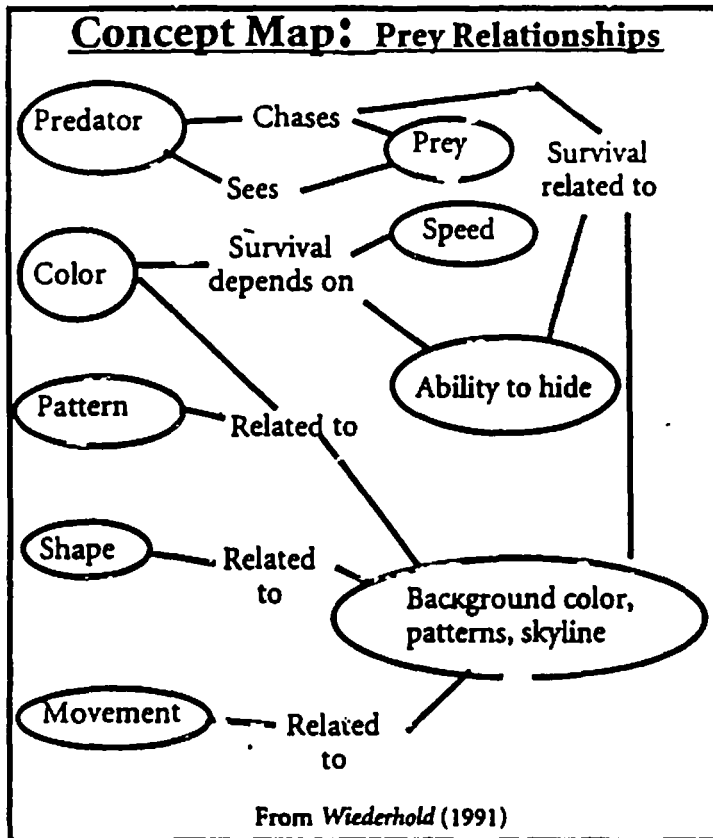 Concept Map: Prey Relationships
Predator
Chases
Prey
Sees
Survival
related to
Color
Survival
depends on
Speed
Ability to hide
Pattern
Related to
Shape
Related
to
Background color,
patterns, skyline
Movement
Related
to
From Wiederhold (1991)